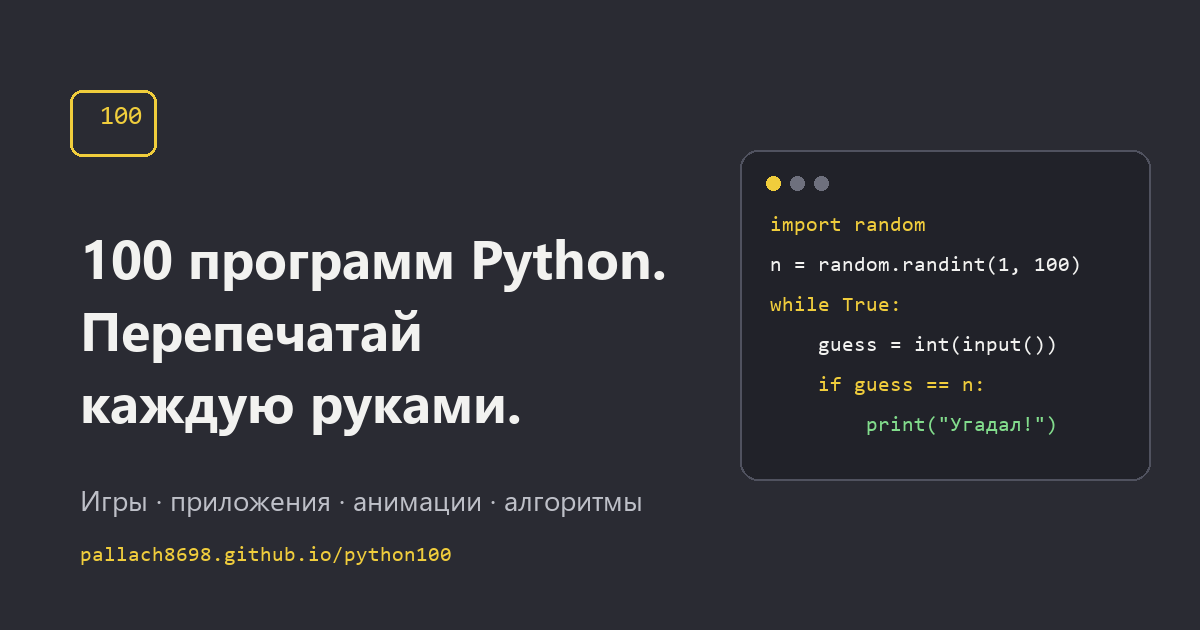 100
100 программ Python.
Перепечатай
каждую руками.
Игры · приложения · анимации · алгоритмы
pallach8698.github.io/python100
import random
n = random.randint(1, 100)
while True:
    guess = int(input())
    if guess == n:
        print("Угадал!")